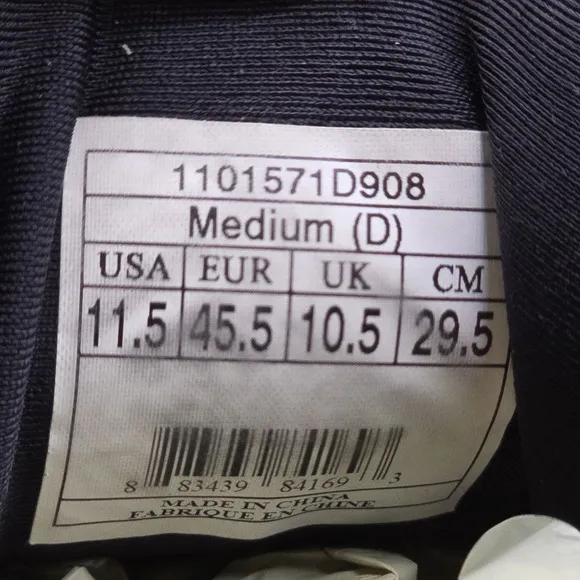 1101571D908
Medium (D)
USA EUR UK CM
11.5 45.5 10.5 29.5
8 83439 84169 3
MADE IN CHINA
FABRIQUE EN CHINE